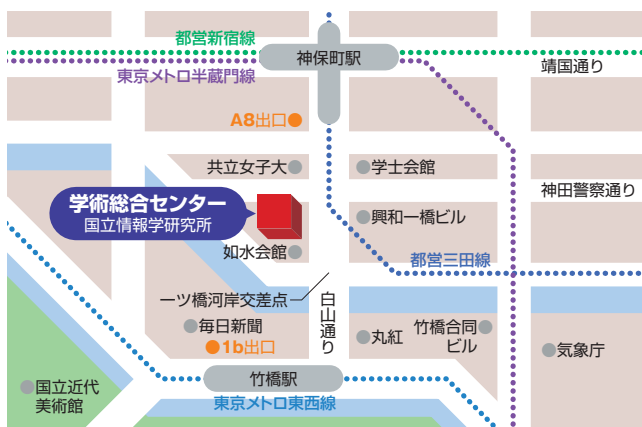 都営新宿線
神保町駅
靖国通り
東京メトロ半蔵門線
A8出口
共立女子大
学士会館
神田警察通り
学術総合センター
国立情報学研究所
興和一橋ビル
如水会館
都営三田線
一ツ橋河岸交差点
白山通り
毎日新聞
丸紅
竹橋合同
ビル
1b出口
気象庁
竹橋駅
国立近代
美術館
東京メトロ東西線